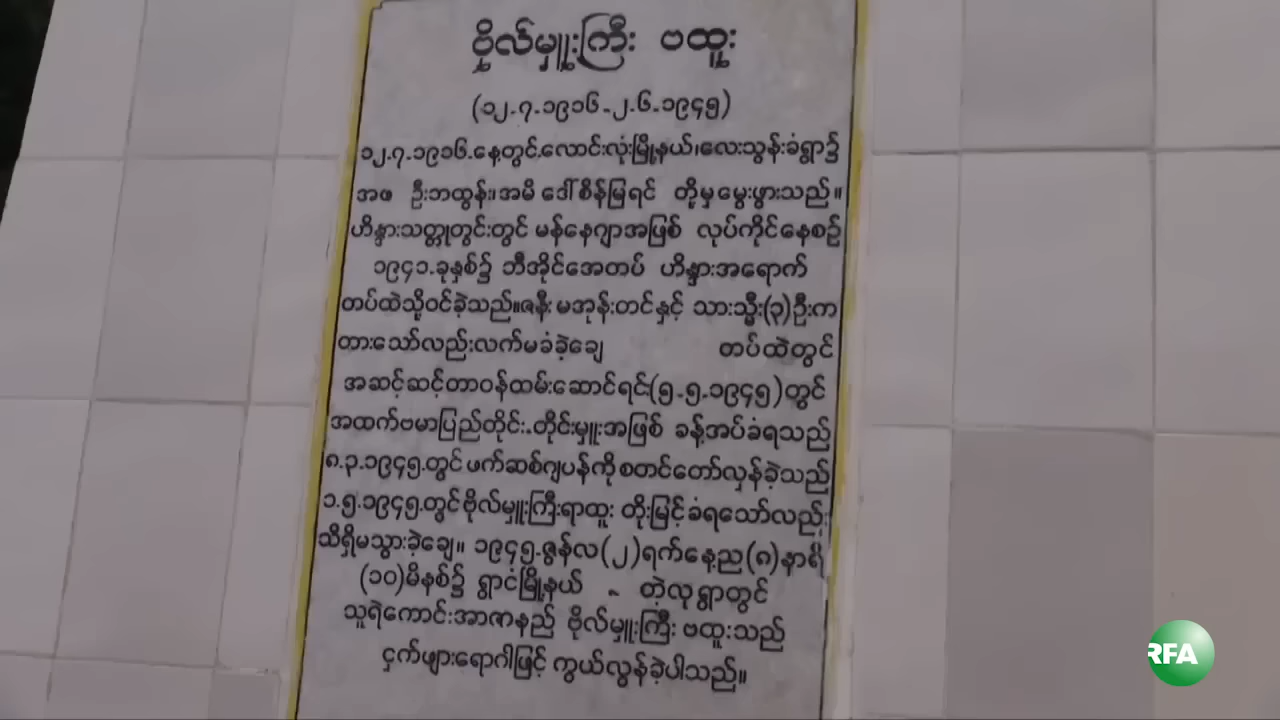 ဗိုလ်မှူးကြီး ဗထူး
(၁၂-၇-၁၉၁၆-၂-၆-၁၉၄၅)
၁၂-၇-၁၉၁၆.နေ့တွင်.လောင်းလုံးမြို့နယ်၊လေးသွန်းခံရွာ၌
အဖ ဦးဘထွန်း၊အမိ ဒေါ်စိန်မြရင် တို့မှမွေးဖွားသည်။
ဟိန္ဒားသတ္တုတွင်းတွင် မန်နေဂျာအဖြစ် လုပ်ကိုင်နေစဉ်
၁၉၄၁.ခုနှစ်၌ ဘီအိုင်အေတပ် ဟိန္ဒားအရောက်
တပ်ထဲသို့ဝင်ခဲ့သည်။ဇနီး မအုန်းတင်နှင့် သားသ္မီး(၃)ဦးက
တားသော်လည်းလက်မခံခဲ့ချေ တပ်ထဲတွင်
အဆင့်ဆင့်တာဝန်ထမ်းဆောင်ရင်း(၅-၅-၁၉၄၅)တွင်
အထက်ဗမာပြည်တိုင်း.တိုင်းမှူးအဖြစ် ခန့်အပ်ခံရသည်
၈.၃.၁၉၄၅.တွင် ဖက်ဆစ်ဂျပန်ကို စတင်တော်လှန်ခဲ့သည်
၁.၅.၁၉၄၅.တွင်ဗိုလ်မှူးကြီးရာထူး တိုးမြင့်ခံရသော်လည်း
သိရှိမသွားခဲ့ချေ။ ၁၉၄၅.ဇွန်လ(၂)ရက်နေ့ည(၈)နာရီ
(၁၀)မိနစ်၌ ရွာငံမြို့နယ် - တဲ့လုရွာတွင်
သူရဲကောင်းအာဇာနည် ဗိုလ်မှူးကြီး ဗထူးသည်
ငှက်ဖျားရောဂါဖြင့် ကွယ်လွန်ခဲ့ပါသည်။
RFA